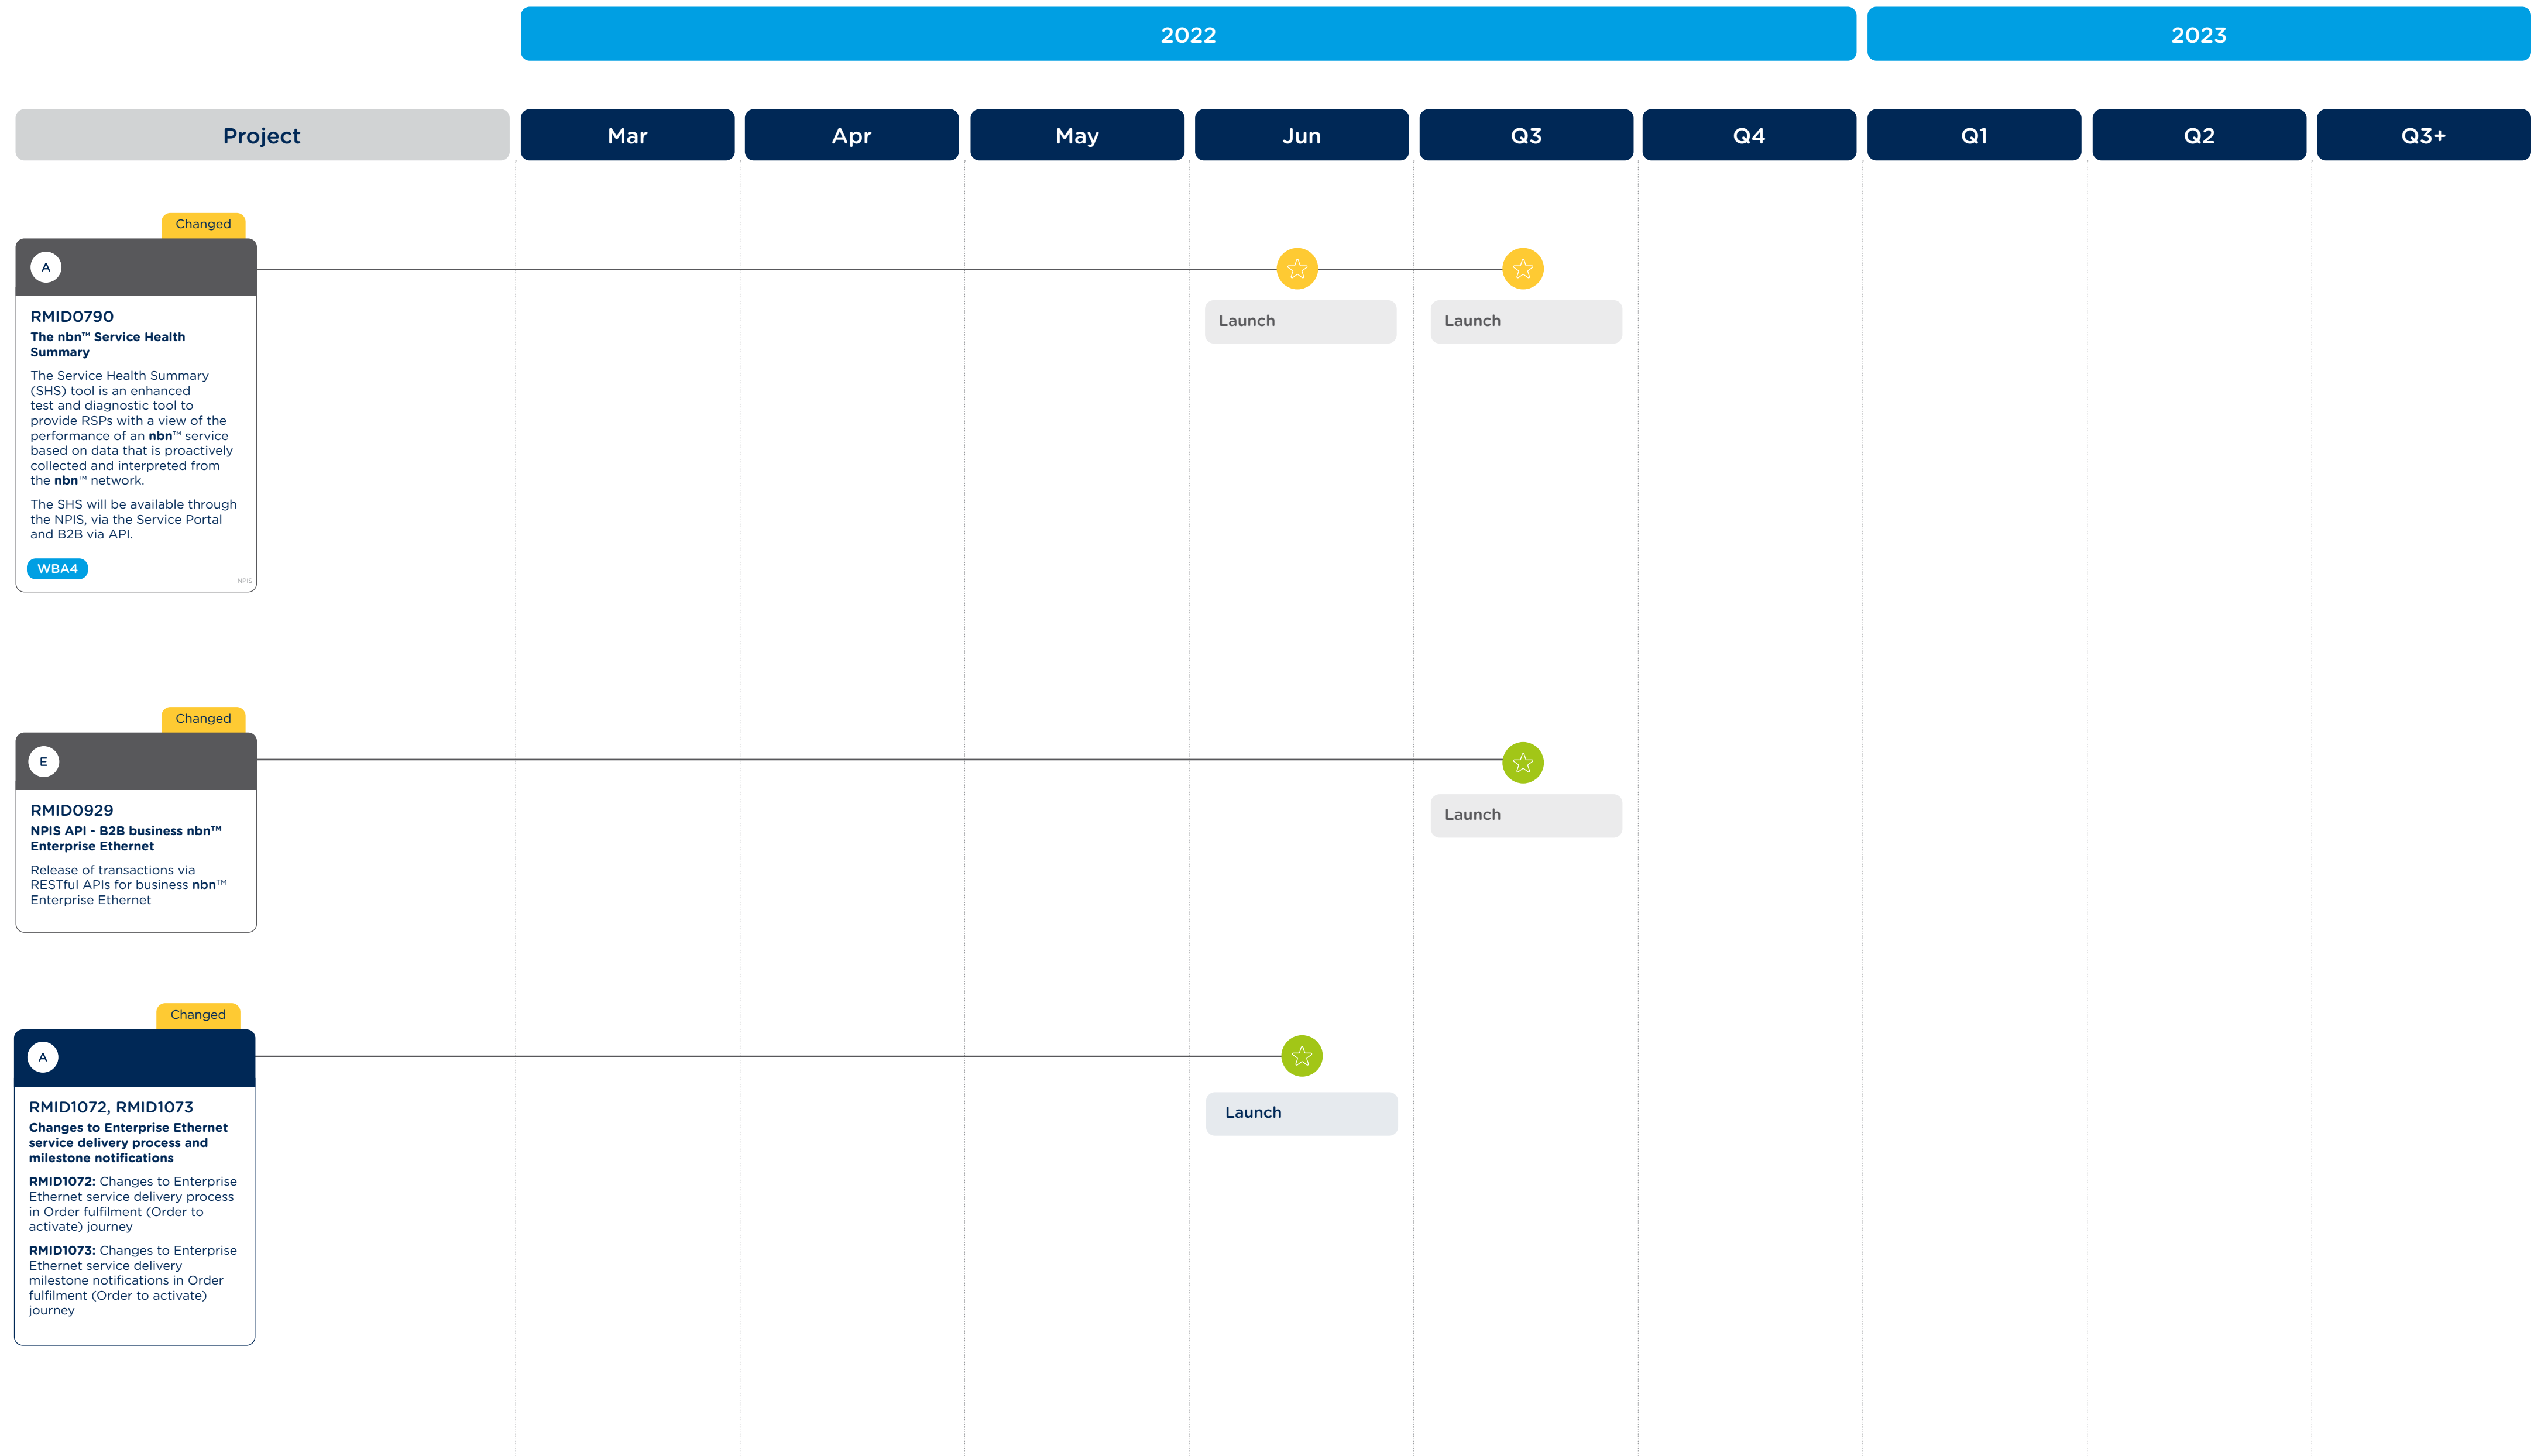 2022
2023
Project
Mar
Apr
May
Jun
Q3
Q4
Q1
Q2
Q3+
Changed
A
RMID0790
The nbn™ Service Health
Summary
The Service Health Summary
(SHS) tool is an enhanced
test and diagnostic tool to
provide RSPs with a view of the
performance of an nbn™ service
based on data that is proactively
collected and interpreted from
the nbn™ network.
The SHS will be available through
the NPIS, via the Service Portal
and B2B via API.
WBA4
NPIS
Launch
Launch
Changed
E
RMID0929
NPIS API - B2B business nbn™
Enterprise Ethernet
Release of transactions via
RESTful APIs for business nbn™
Enterprise Ethernet
Launch
Changed
A
RMID1072, RMID1073
Changes to Enterprise Ethernet
service delivery process and
milestone notifications
RMID1072: Changes to Enterprise
Ethernet service delivery process
in Order fulfilment (Order to
activate) journey
RMID1073: Changes to Enterprise
Ethernet service delivery
milestone notifications in Order
fulfilment (Order to activate)
journey
Launch